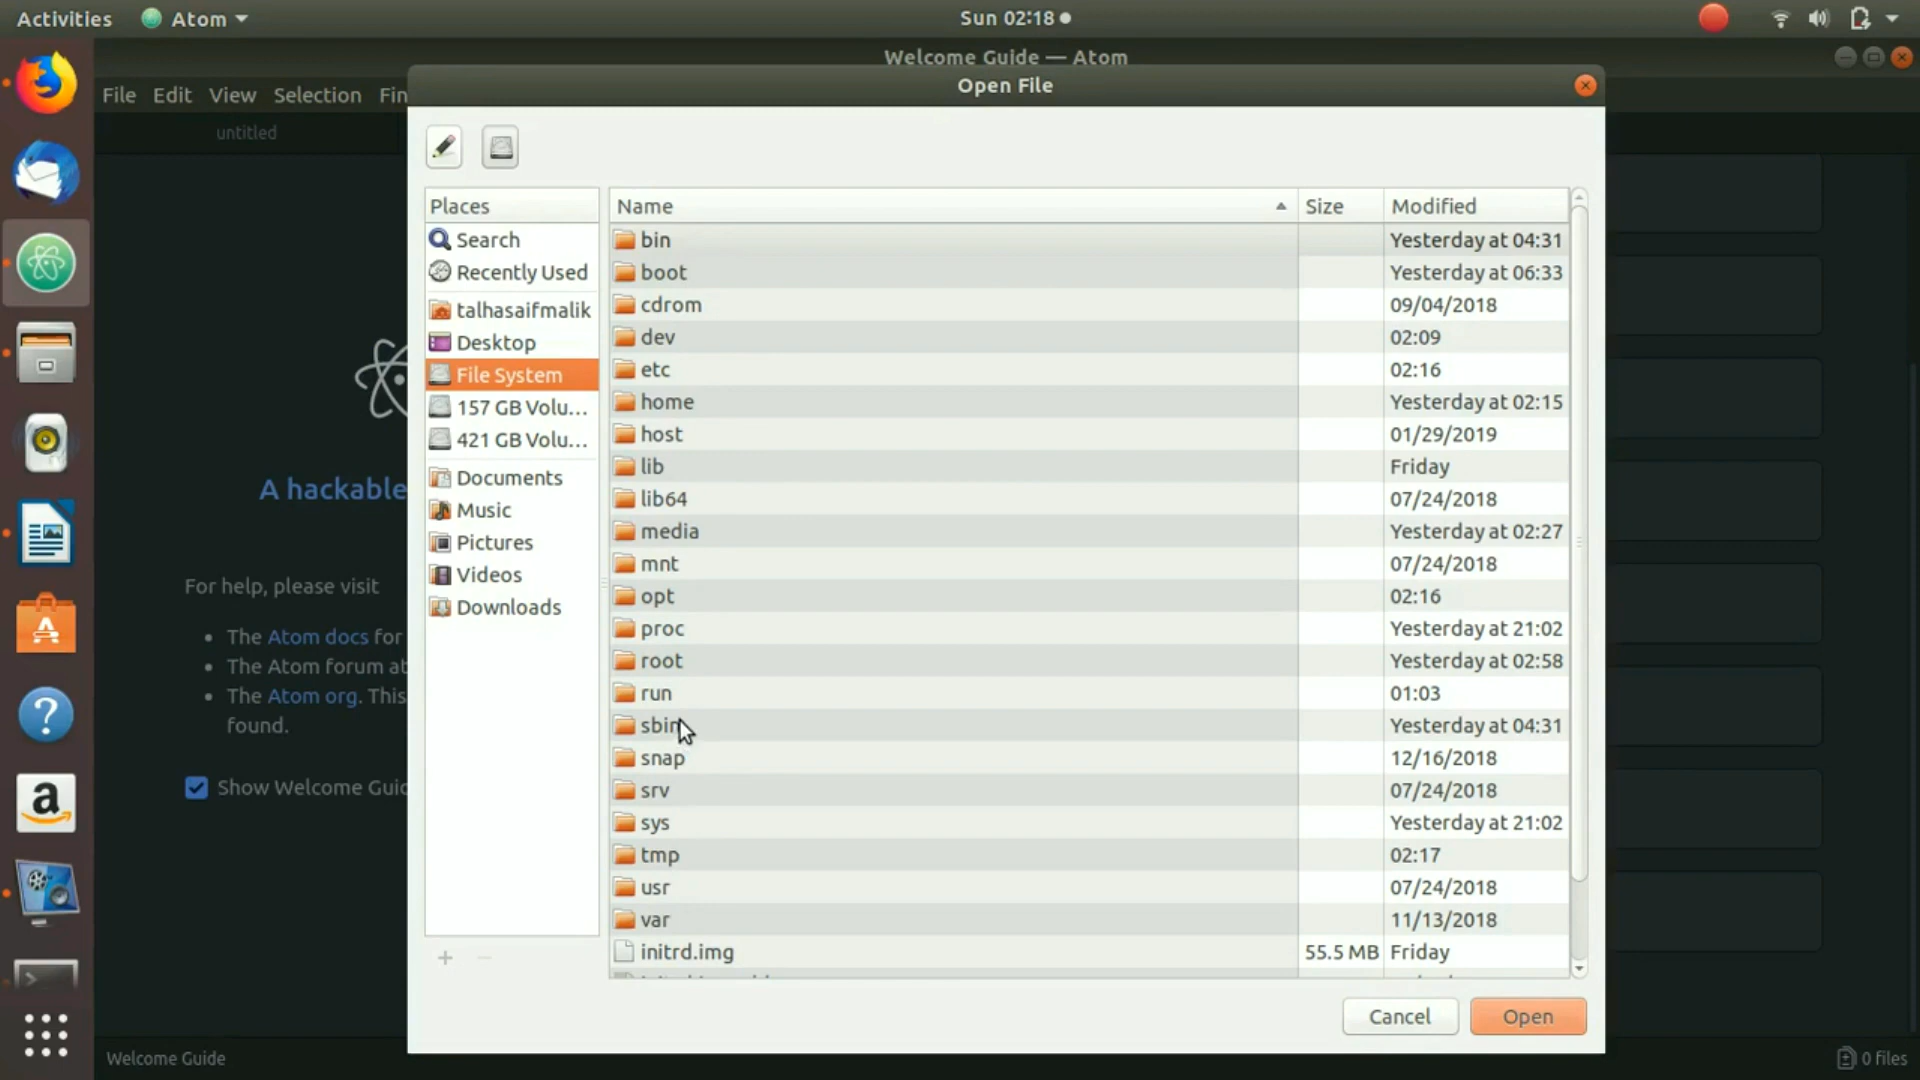 Activities
Atom
Sun 02:18
Welcome Guide — Atom
Open File
File Edit View Selection Fin
untitled
Places
Name Size Modified
Search
Recently Used
talhasaifmalik
Desktop
File System
157 GB Volu...
421 GB Volu...
Documents
Music
Pictures
Videos
Downloads
bin Yesterday at 04:31
boot Yesterday at 06:33
cdrom 09/04/2018
dev 02:09
etc 02:16
home Yesterday at 02:15
host 01/29/2019
lib Friday
lib64 07/24/2018
media Yesterday at 02:27
mnt 07/24/2018
opt 02:16
proc Yesterday at 21:02
root Yesterday at 02:58
run 01:03
sbin Yesterday at 04:31
snap 12/16/2018
srv 07/24/2018
sys Yesterday at 21:02
tmp 02:17
usr 07/24/2018
var 11/13/2018
initrd.img 55.5 MB Friday
A hackable
For help, please visit
The Atom docs for
The Atom forum at
The Atom org. This
found.
Show Welcome Guid
Cancel
Open
Welcome Guide
0 files